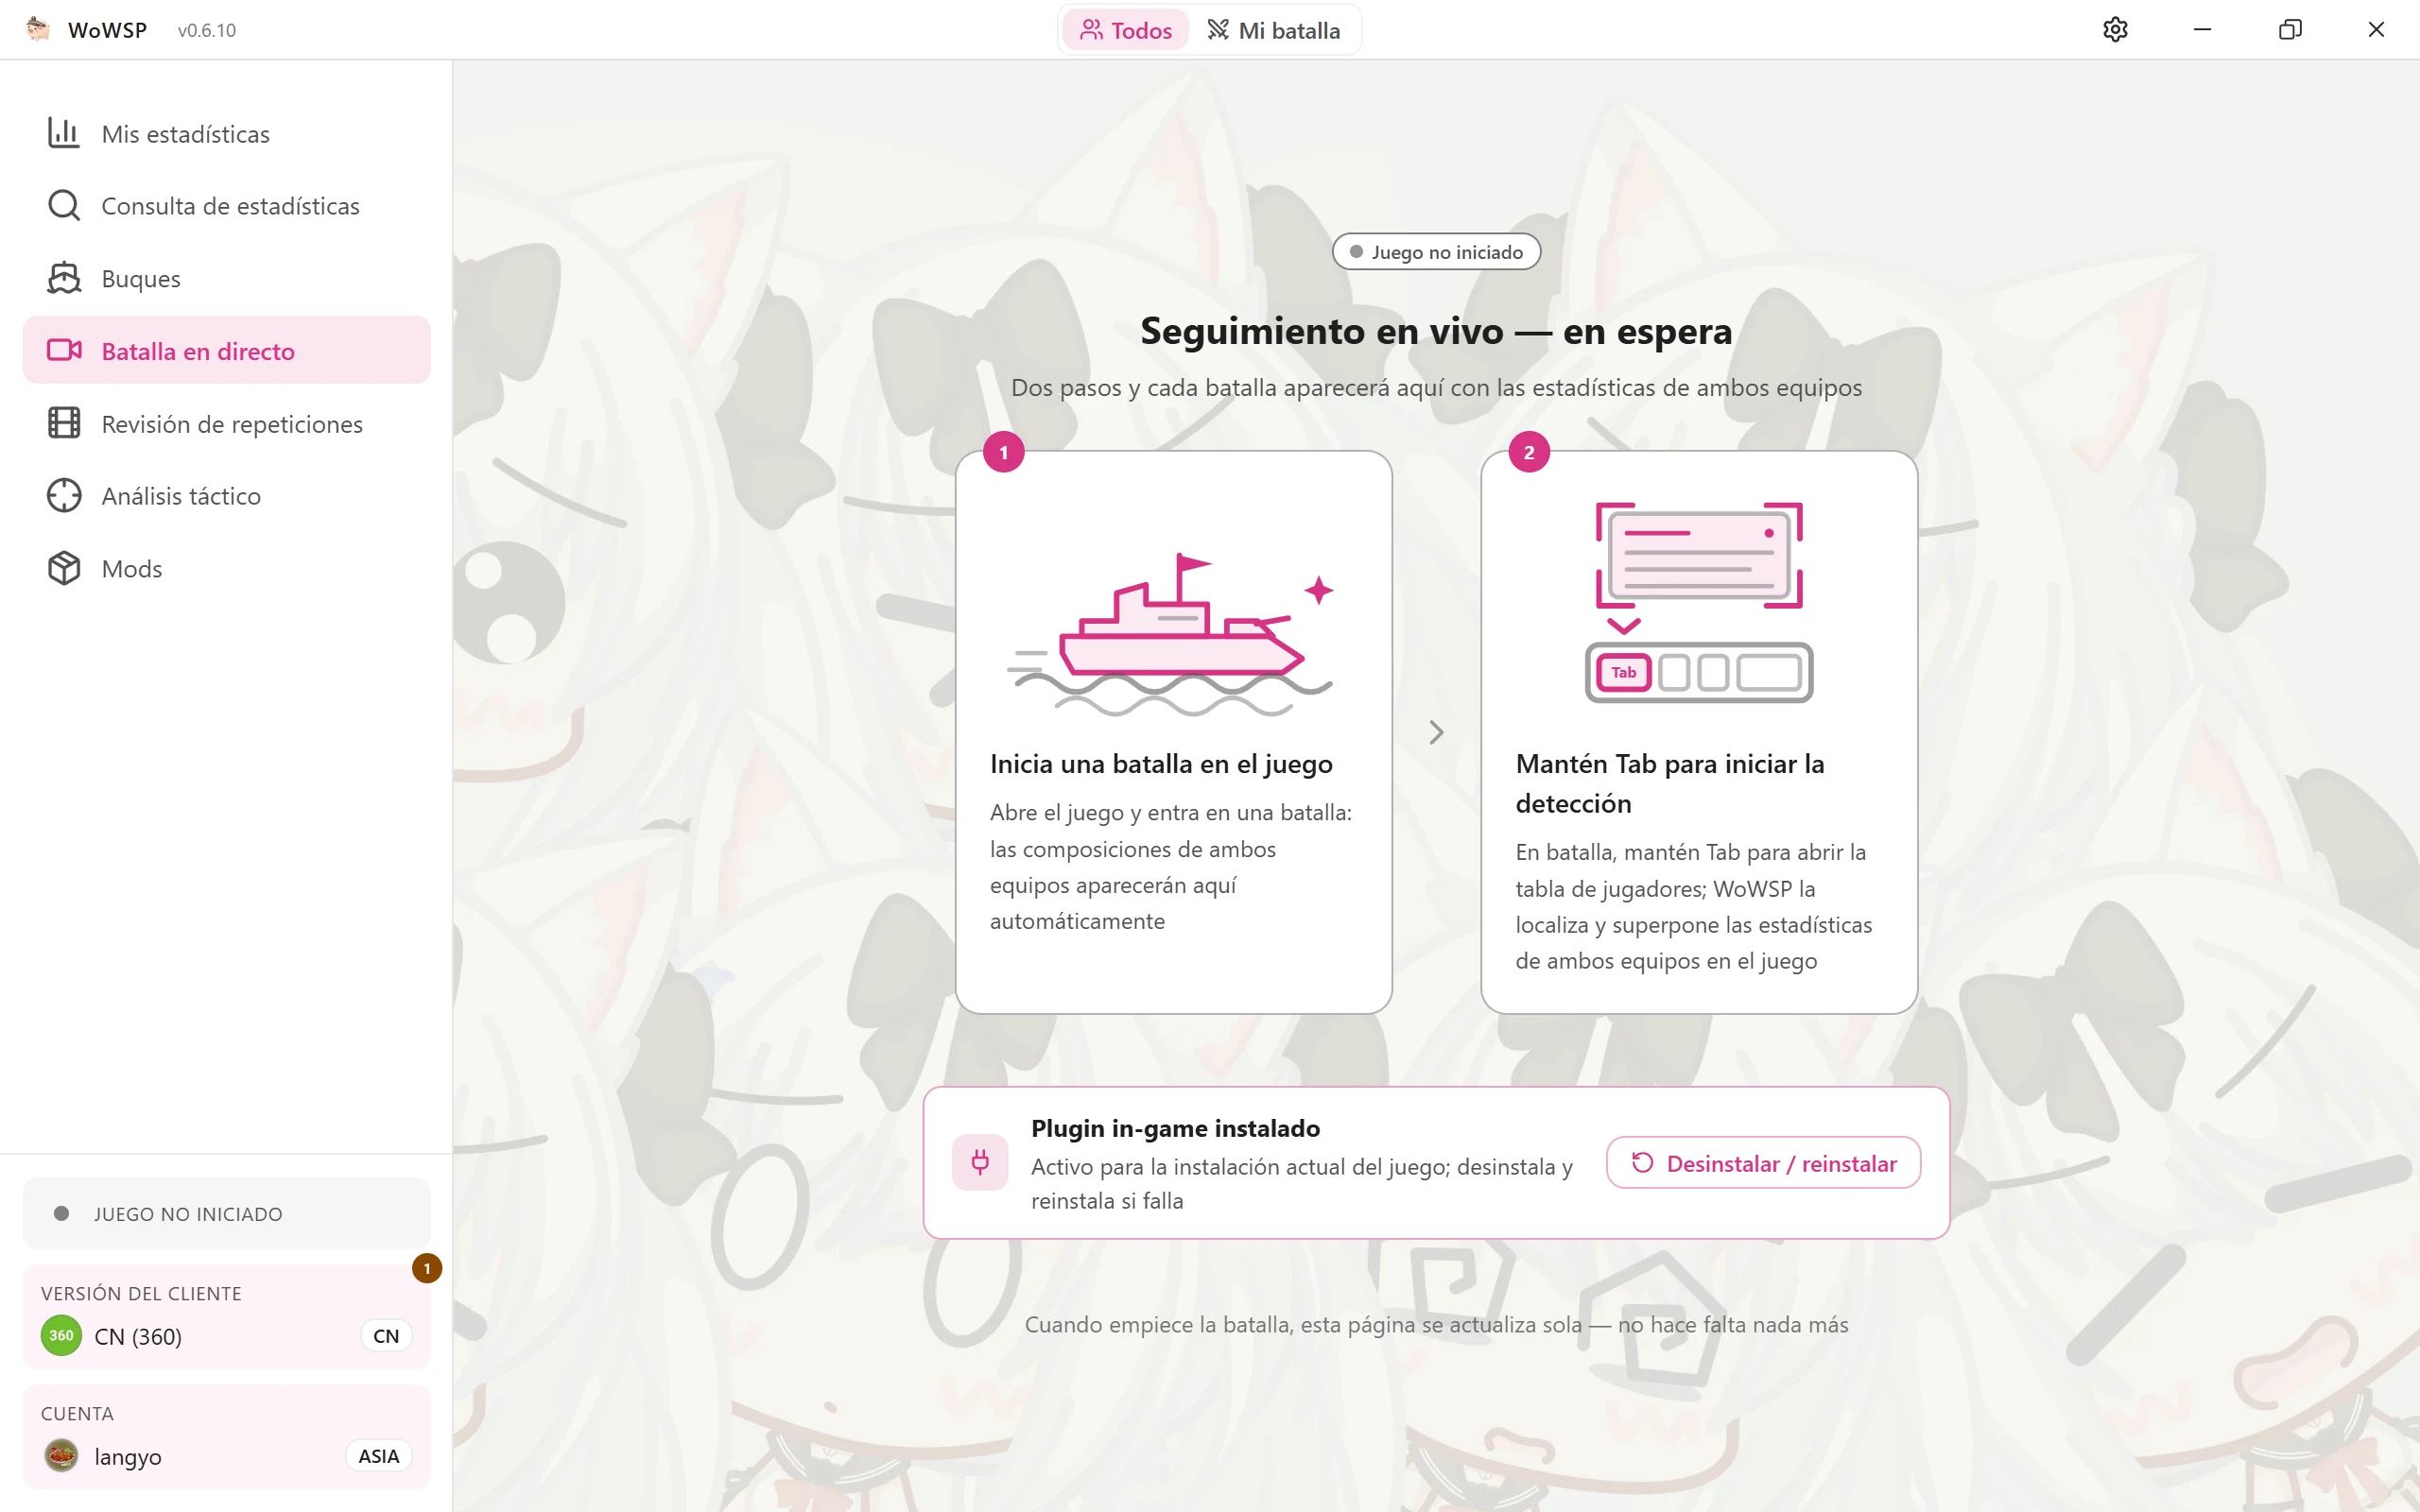 WoWSP v0.6.10
Todos
Mi batalla
Mis estadísticas
Consulta de estadísticas
Buques
Batalla en directo
Revisión de repeticiones
Análisis táctico
Mods
JUEGO NO INICIADO
1
VERSIÓN DEL CLIENTE
360 CN (360) CN
CUENTA
langyo ASIA
Juego no iniciado
Seguimiento en vivo — en espera
Dos pasos y cada batalla aparecerá aquí con las estadísticas de ambos equipos
1
Inicia una batalla en el juego
Abre el juego y entra en una batalla:
las composiciones de ambos
equipos aparecerán aquí
automáticamente
2
Tab
Mantén Tab para iniciar la
detección
En batalla, mantén Tab para abrir la
tabla de jugadores; WoWSP la
localiza y superpone las estadísticas
de ambos equipos en el juego
Plugin in-game instalado
Activo para la instalación actual del juego; desinstala y
reinstala si falla
Desinstalar / reinstalar
Cuando empiece la batalla, esta página se actualiza sola — no hace falta nada más